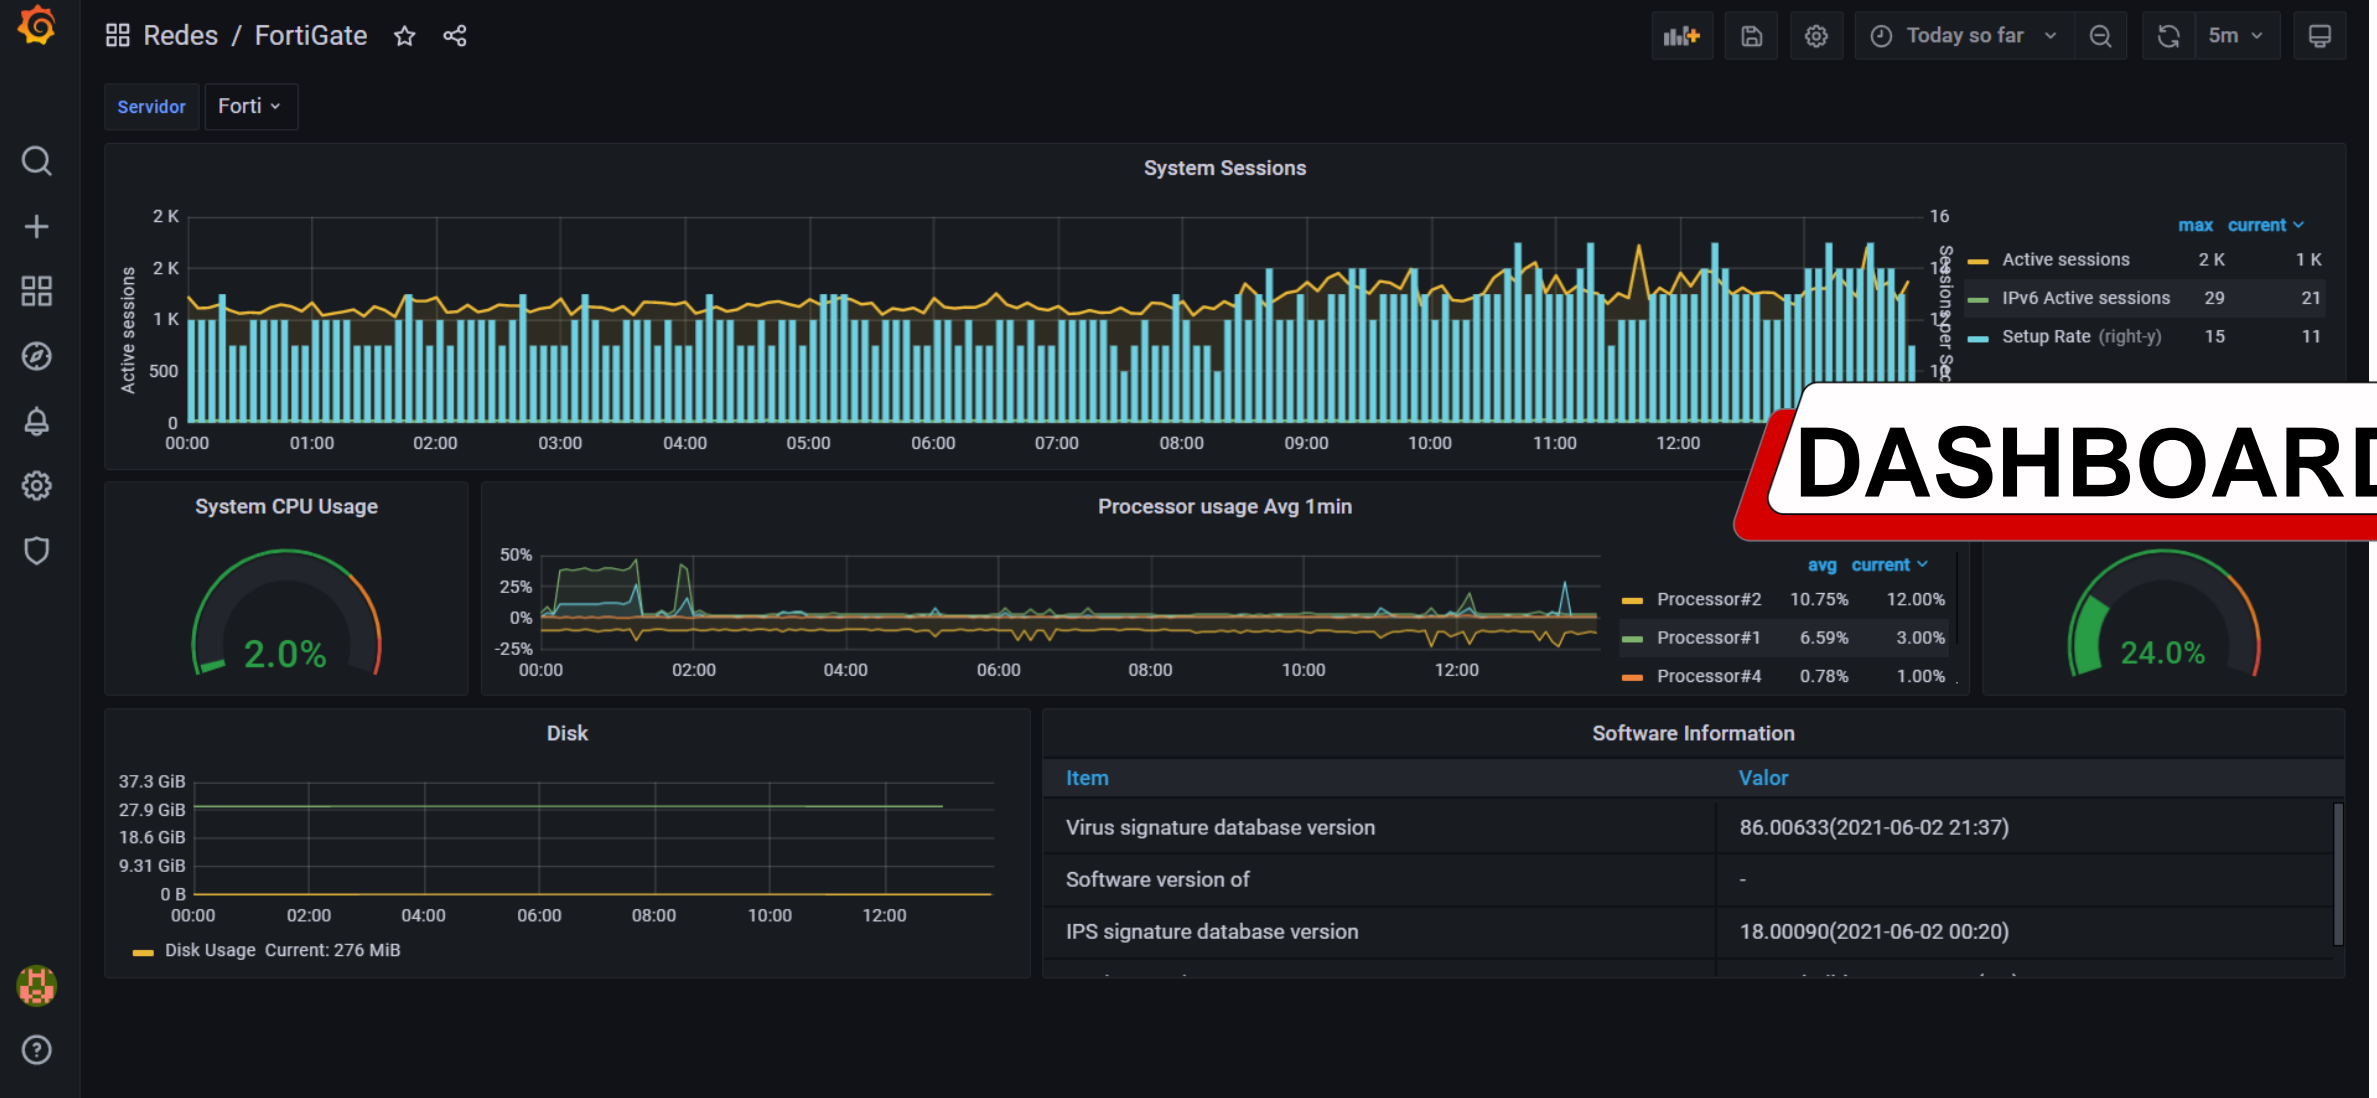 Redes / FortiGate
Today so far
5m
Servidor Forti
System Sessions
Active sessions
2 K
2 K
1 K
500
0
16
14
12
10
00:00 01:00 02:00 03:00 04:00 05:00 06:00 07:00 08:00 09:00 10:00 11:00 12:00
max current
Active sessions 2 K 1 K
IPv6 Active sessions 29 21
Setup Rate (right-y) 15 11
DASHBOARD
System CPU Usage
2.0%
Processor usage Avg 1min
50%
25%
0%
-25%
00:00 02:00 04:00 06:00 08:00 10:00 12:00
avg current
Processor#2 10.75% 12.00%
Processor#1 6.59% 3.00%
Processor#4 0.78% 1.00%
24.0%
Disk
37.3 GiB
27.9 GiB
18.6 GiB
9.31 GiB
0 B
00:00 02:00 04:00 06:00 08:00 10:00 12:00
Disk Usage Current: 276 MiB
Software Information
Item Valor
Virus signature database version 86.00633(2021-06-02 21:37)
Software version of -
IPS signature database version 18.00090(2021-06-02 00:20)